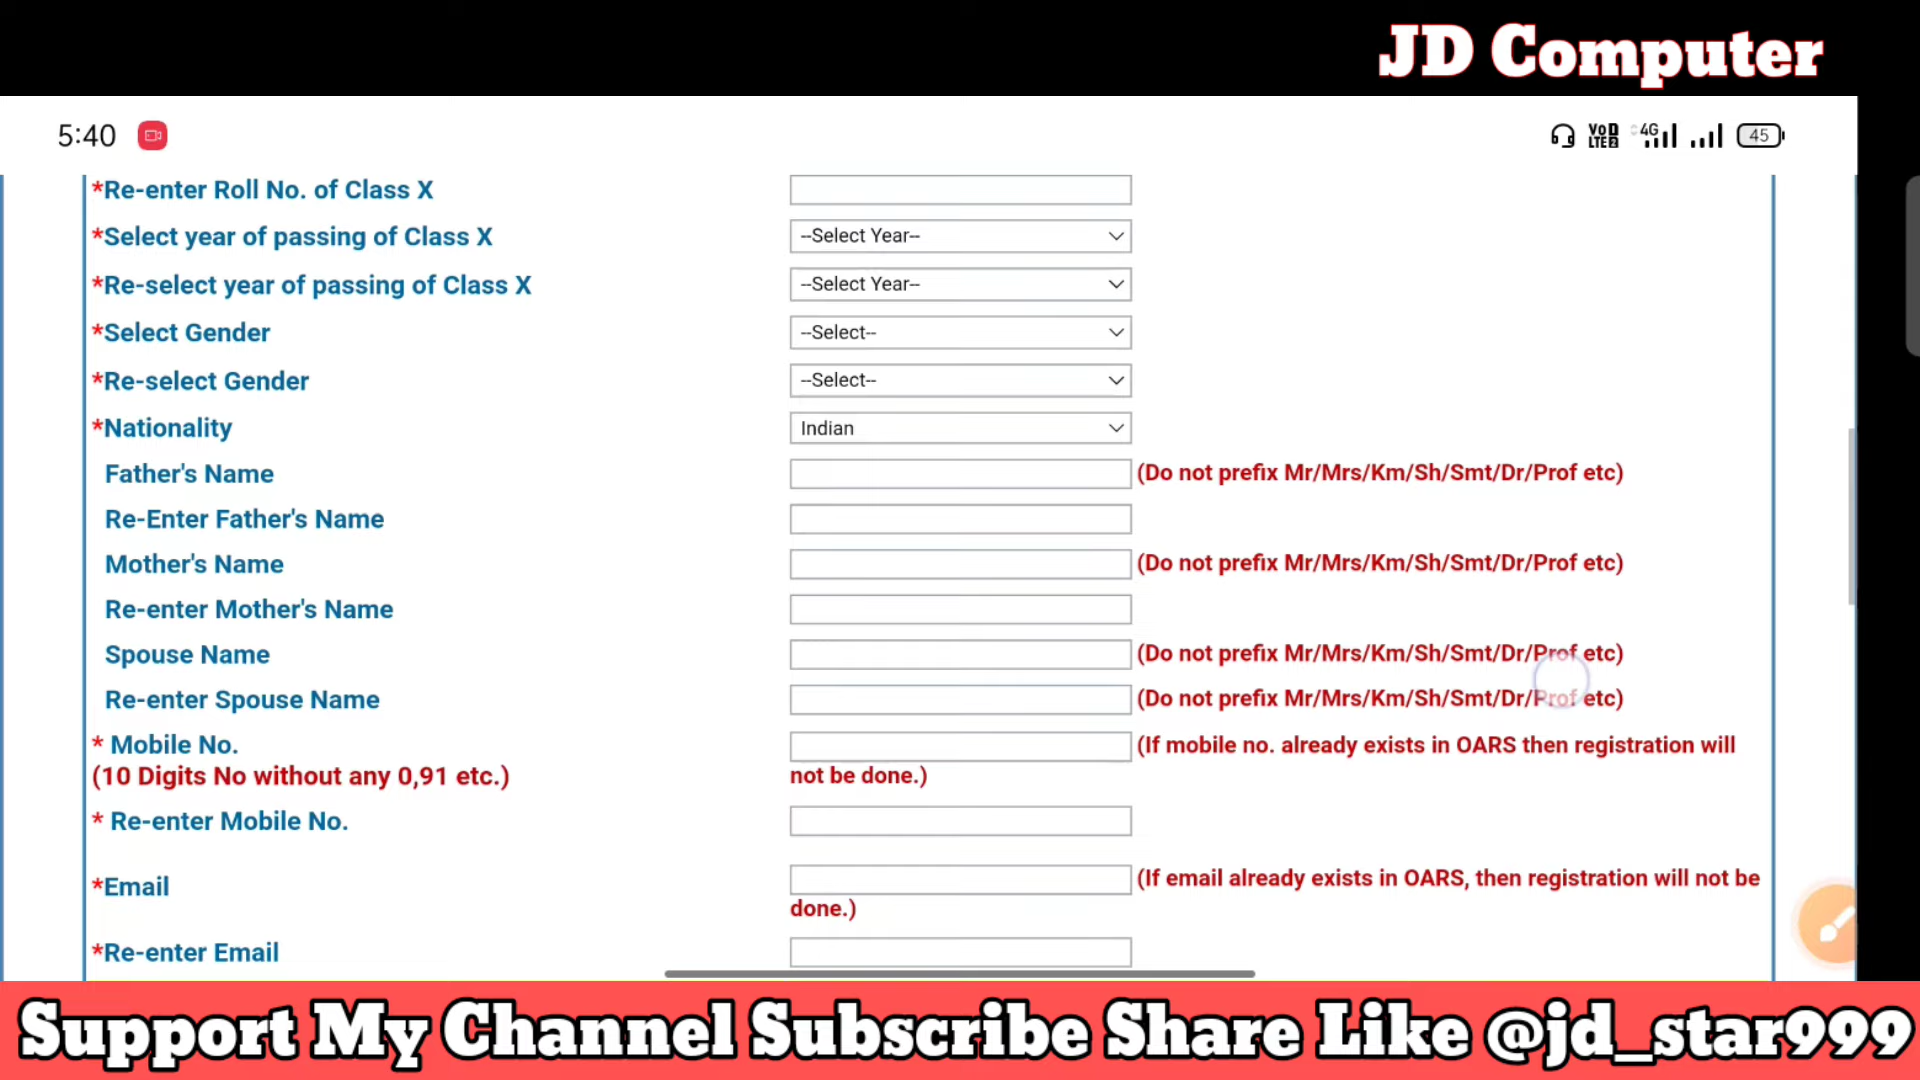 JD Computer
5:40
VoD LTE2 4G 45
*Re-enter Roll No. of Class X
*Select year of passing of Class X --Select Year--
*Re-select year of passing of Class X --Select Year--
*Select Gender --Select--
*Re-select Gender --Select--
*Nationality Indian
Father's Name (Do not prefix Mr/Mrs/Km/Sh/Smt/Dr/Prof etc)
Re-Enter Father's Name
Mother's Name (Do not prefix Mr/Mrs/Km/Sh/Smt/Dr/Prof etc)
Re-enter Mother's Name
Spouse Name (Do not prefix Mr/Mrs/Km/Sh/Smt/Dr/Prof etc)
Re-enter Spouse Name (Do not prefix Mr/Mrs/Km/Sh/Smt/Dr/Prof etc)
* Mobile No. (If mobile no. already exists in OARS then registration will
(10 Digits No without any 0,91 etc.) not be done.)
* Re-enter Mobile No.
*Email (If email already exists in OARS, then registration will not be
done.)
*Re-enter Email
Support My Channel Subscribe Share Like @jd_star999